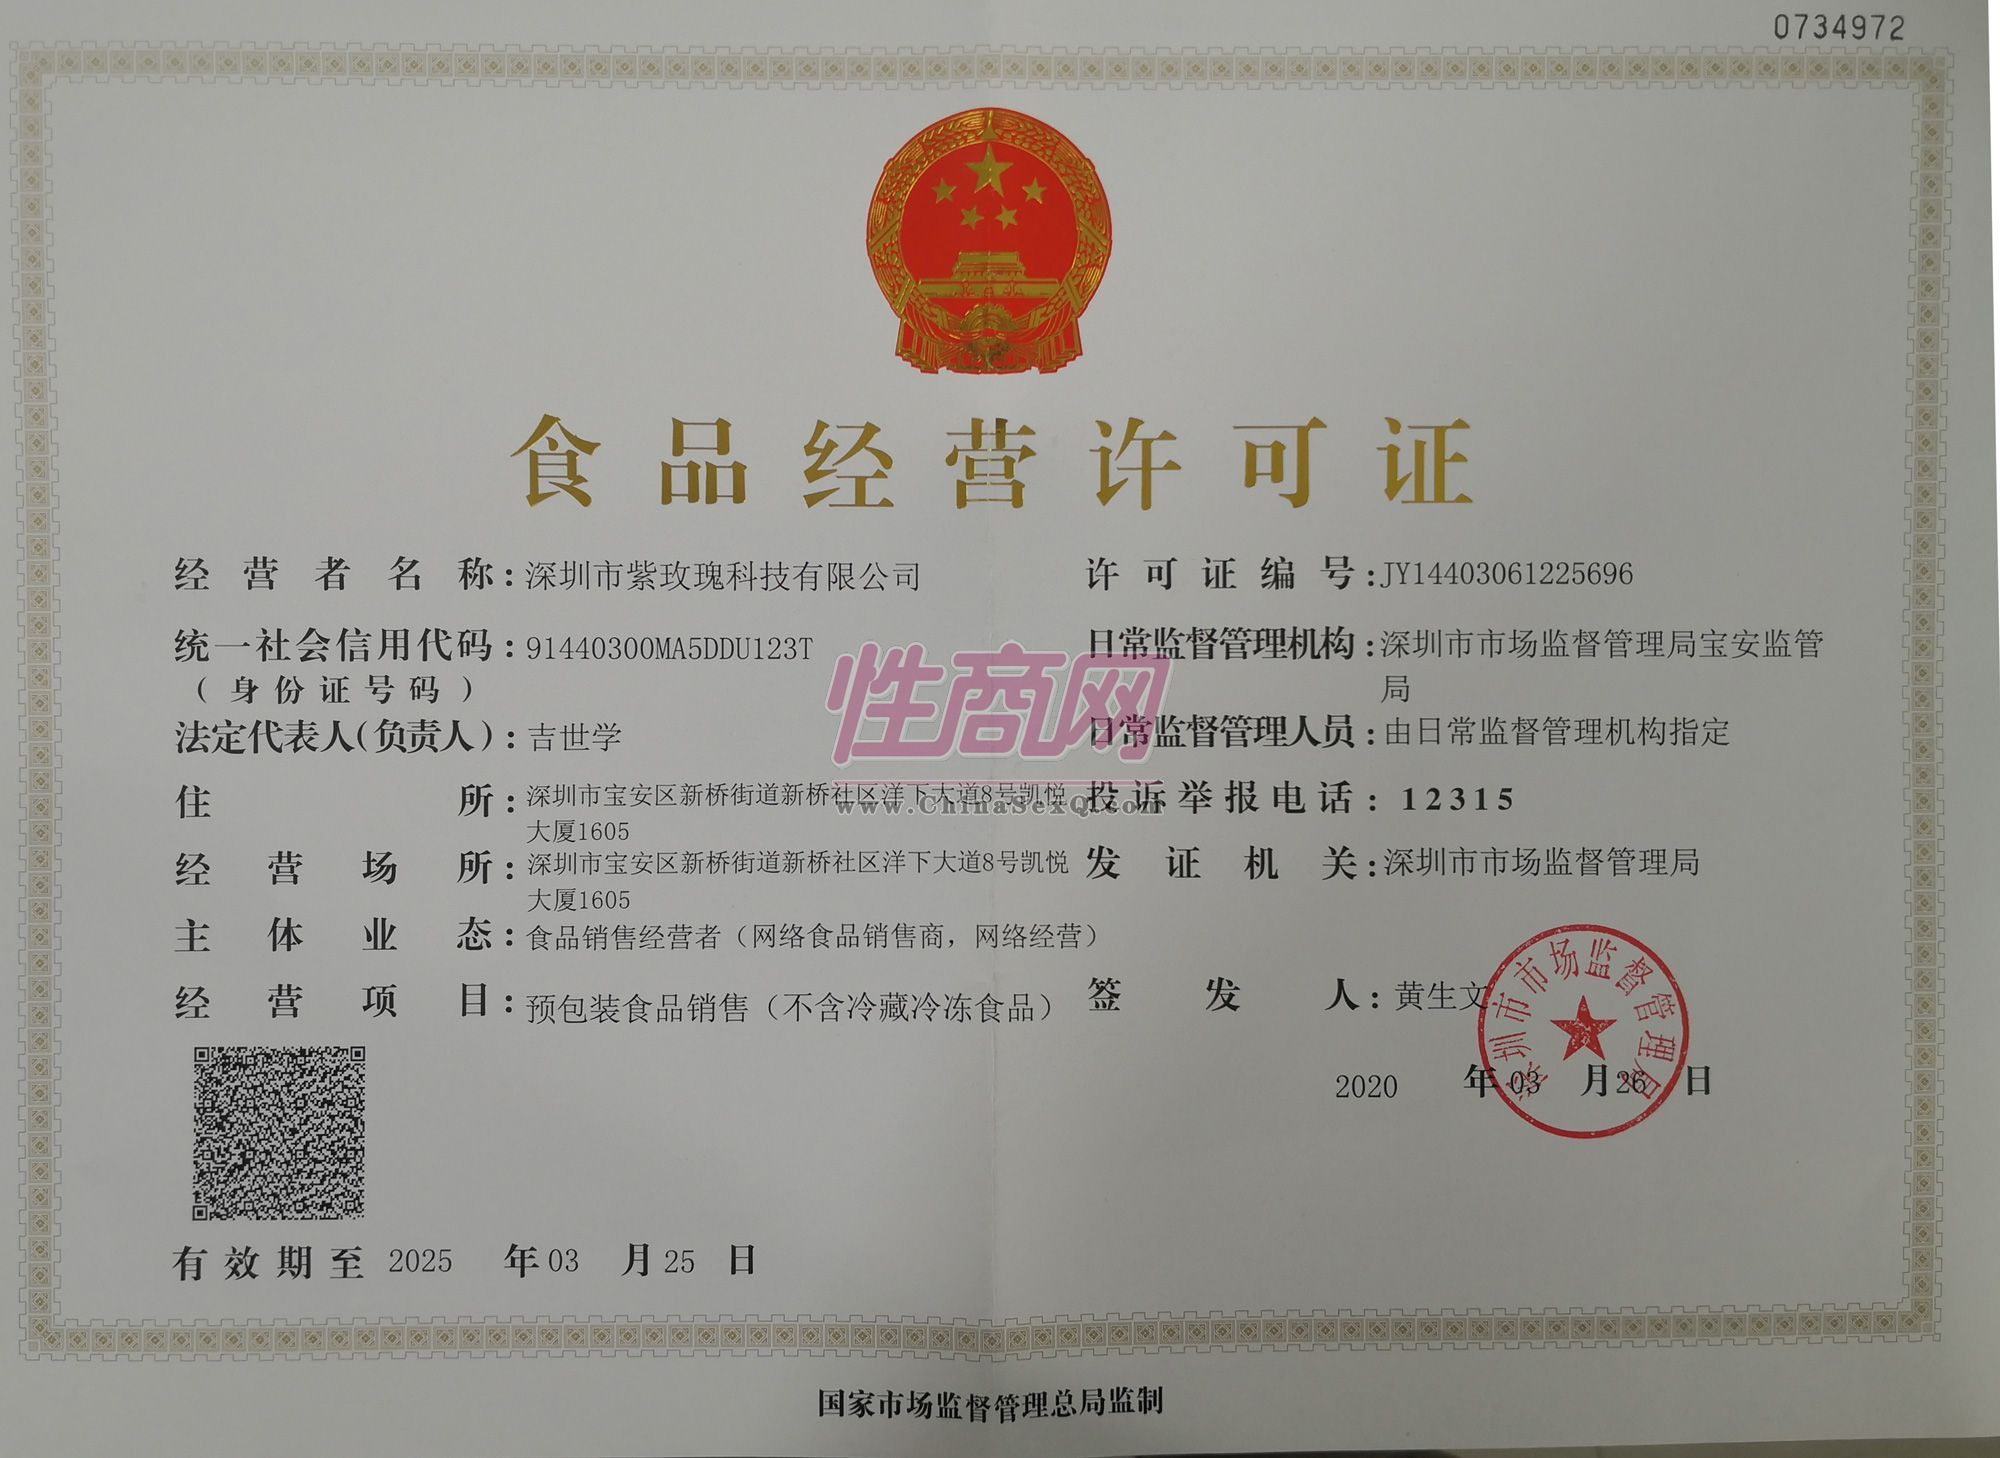 0734972
食品经营许可证
经营者名称：深圳市紫玫瑰科技有限公司
统一社会信用代码：91440300MA5DDU123T
（身份证号码）
法定代表人(负责人)：吉世学
住所：深圳市宝安区新桥街道新桥社区洋下大道8号凯悦
大厦1605
经营场所：深圳市宝安区新桥街道新桥社区洋下大道8号凯悦
大厦1605
主体业态：食品销售经营者（网络食品销售商，网络经营）
经营项目：预包装食品销售（不含冷藏冷冻食品）
许可证编号：JY14403061225696
日常监督管理机构：深圳市市场监督管理局宝安监管
局
日常监督管理人员：由日常监督管理机构指定
投诉举报电话：12315
发证机关：深圳市市场监督管理局
签发人：黄生文
2020年03月26日
深圳市市场监督管理局
性商网
www.ChinaSexQ.com
有效期至2025年03月25日
国家市场监督管理总局监制